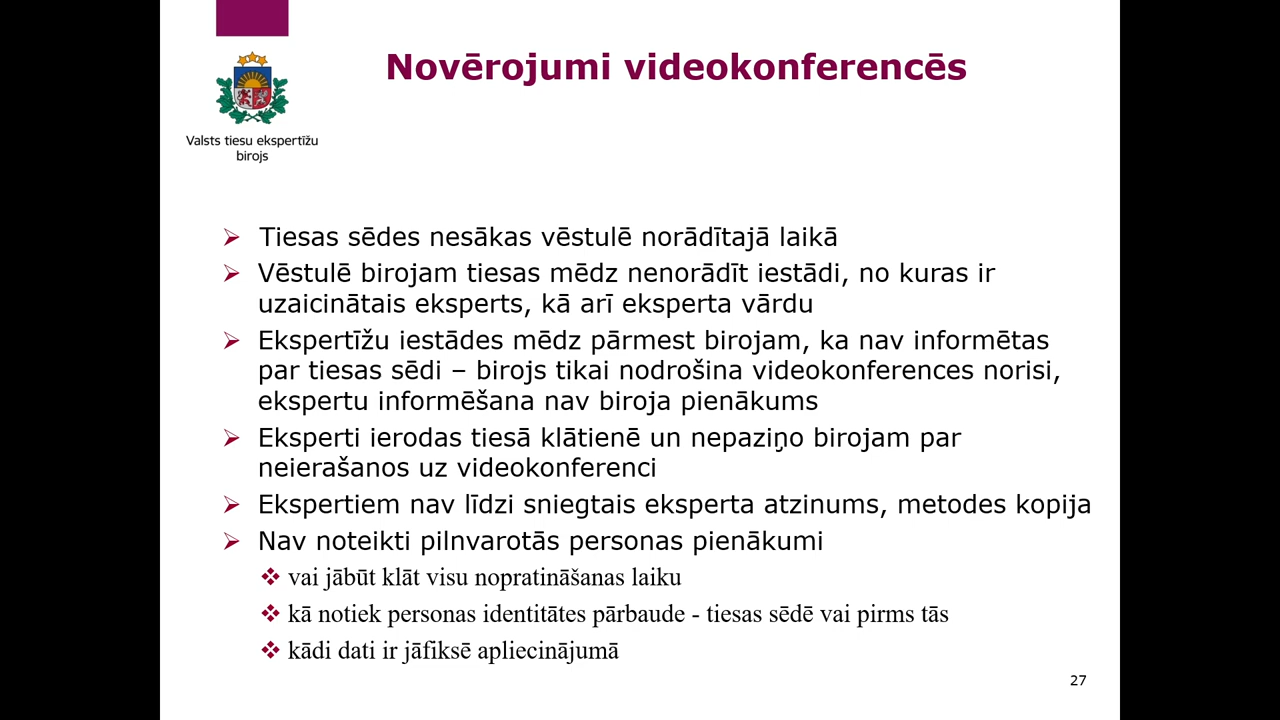 Novērojumi videokonferencēs
Valsts tiesu ekspertīžu
birojs
Tiesas sēdes nesākas vēstulē norādītajā laikā
Vēstulē birojam tiesas mēdz nenorādīt iestādi, no kuras ir
uzaicinātais eksperts, kā arī eksperta vārdu
Ekspertīžu iestādes mēdz pārmest birojam, ka nav informētas
par tiesas sēdi – birojs tikai nodrošina videokonferences norisi,
ekspertu informēšana nav biroja pienākums
Eksperti ierodas tiesā klātienē un nepaziņo birojam par
neierašanos uz videokonferenci
Ekspertiem nav līdzi sniegtais eksperta atzinums, metodes kopija
Nav noteikti pilnvarotās personas pienākumi
vai jābūt klāt visu nopratināšanas laiku
kā notiek personas identitātes pārbaude - tiesas sēdē vai pirms tās
kādi dati ir jāfiksē apliecinājumā
27